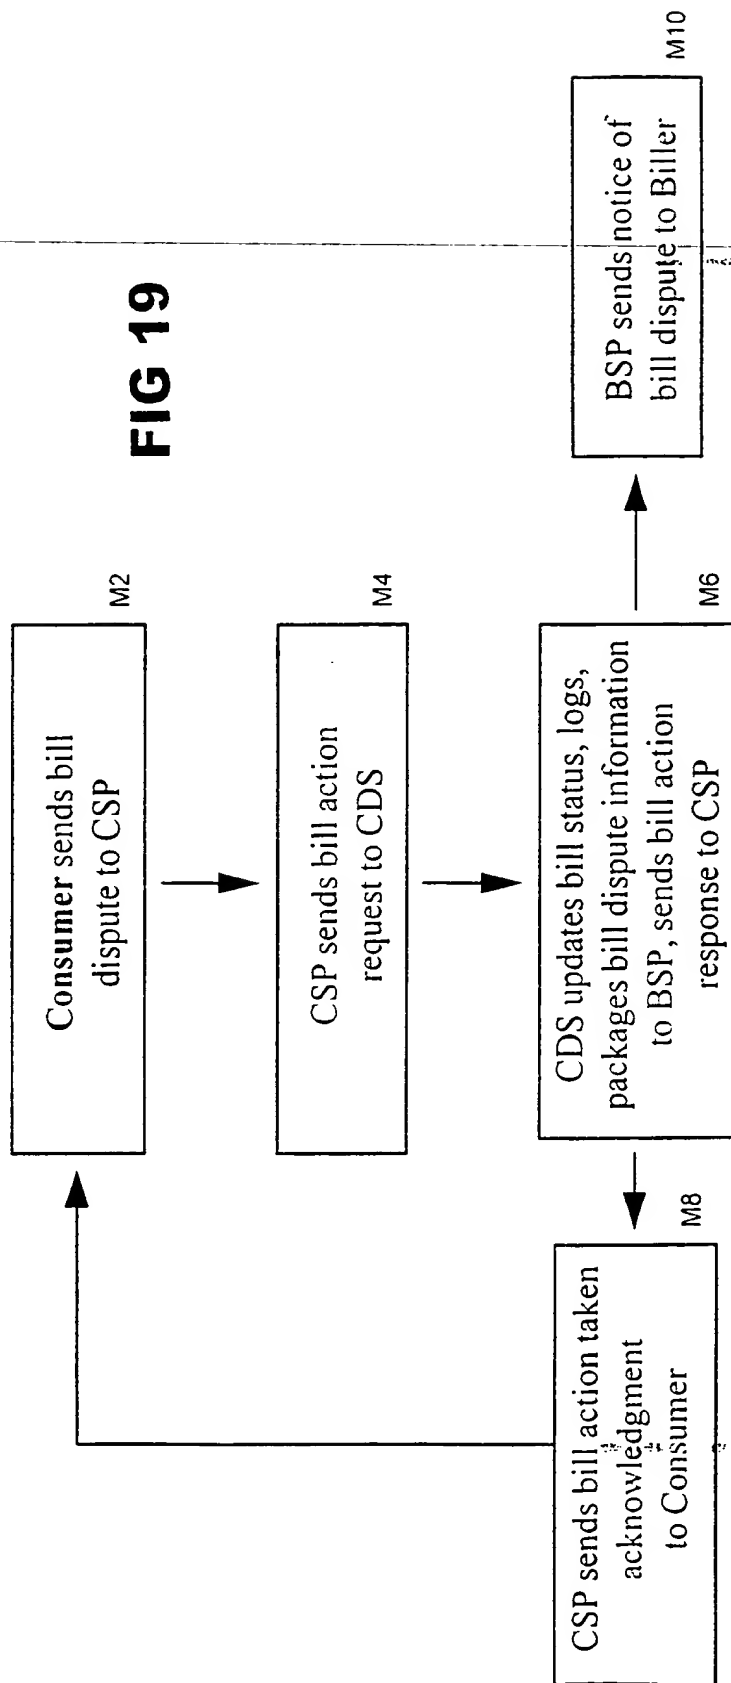 FIG 19
Consumer sends bill
dispute to CSP
M2
CSP sends bill action
request to CDS
M4
CDS updates bill status, logs,
packages bill dispute information
to BSP, sends bill action
response to CSP
M6
CSP sends bill action taken
acknowledgment
to Consumer
M8
BSP sends notice of
bill dispute to Biller
M10